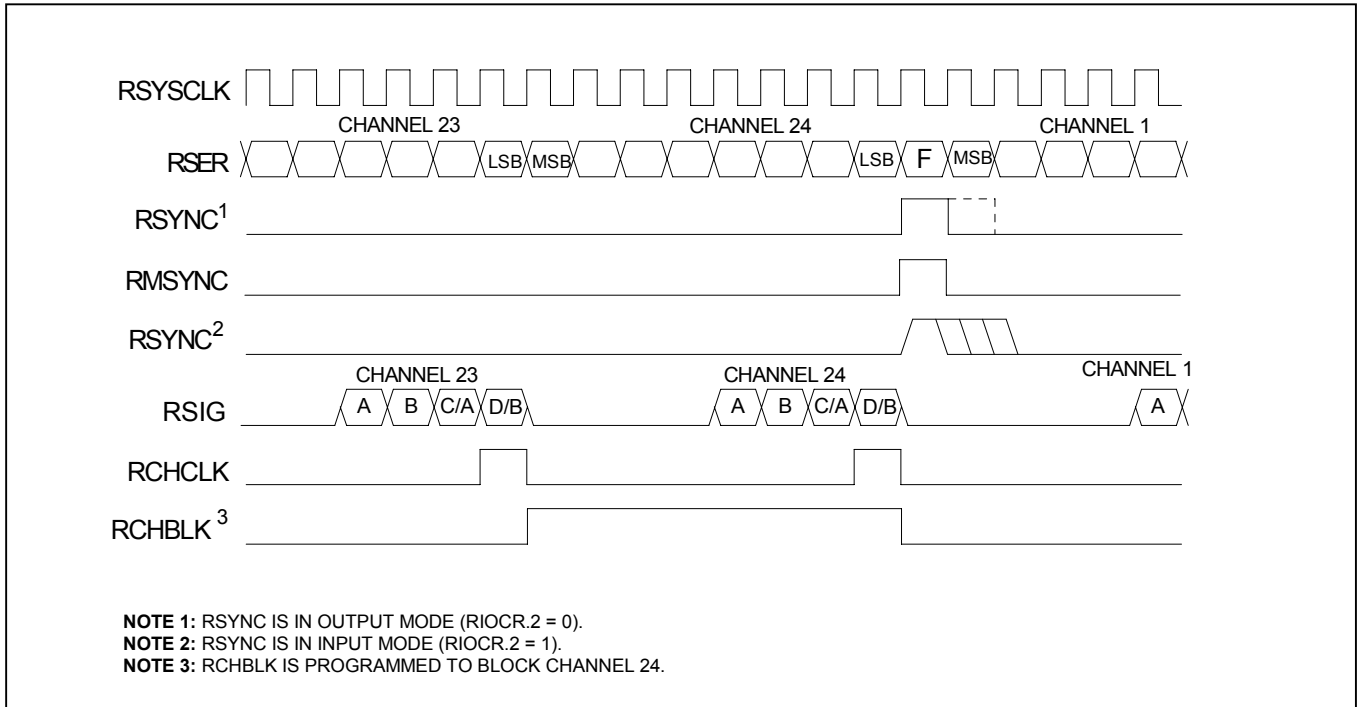 RSYSCLK
CHANNEL 23 CHANNEL 24 CHANNEL 1
RSER LSB MSB LSB F MSB
RSYNC1
RMSYNC
RSYNC2
CHANNEL 23 CHANNEL 24 CHANNEL 1
RSIG A B C/A D/B A B C/A D/B A
RCHCLK
RCHBLK 3
NOTE 1: RSYNC IS IN OUTPUT MODE (RIOCR.2 = 0).
NOTE 2: RSYNC IS IN INPUT MODE (RIOCR.2 = 1).
NOTE 3: RCHBLK IS PROGRAMMED TO BLOCK CHANNEL 24.